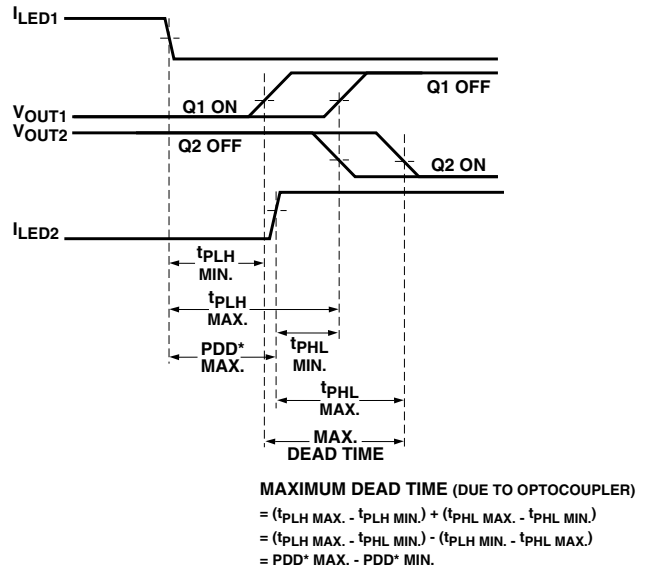 ILED1
Q1 OFF
VOUT1
Q1 ON
VOUT2
Q2 OFF
Q2 ON
ILED2
tPLH
MIN.
tPLH
MAX.
PDD*
MAX.
tPHL
MIN.
tPHL
MAX.
MAX.
DEAD TIME
MAXIMUM DEAD TIME (DUE TO OPTOCOUPLER)
= (tPLH MAX. - tPLH MIN.) + (tPHL MAX. - tPHL MIN.)
= (tPLH MAX. - tPHL MIN.) - (tPLH MIN. - tPHL MAX.)
= PDD* MAX. - PDD* MIN.